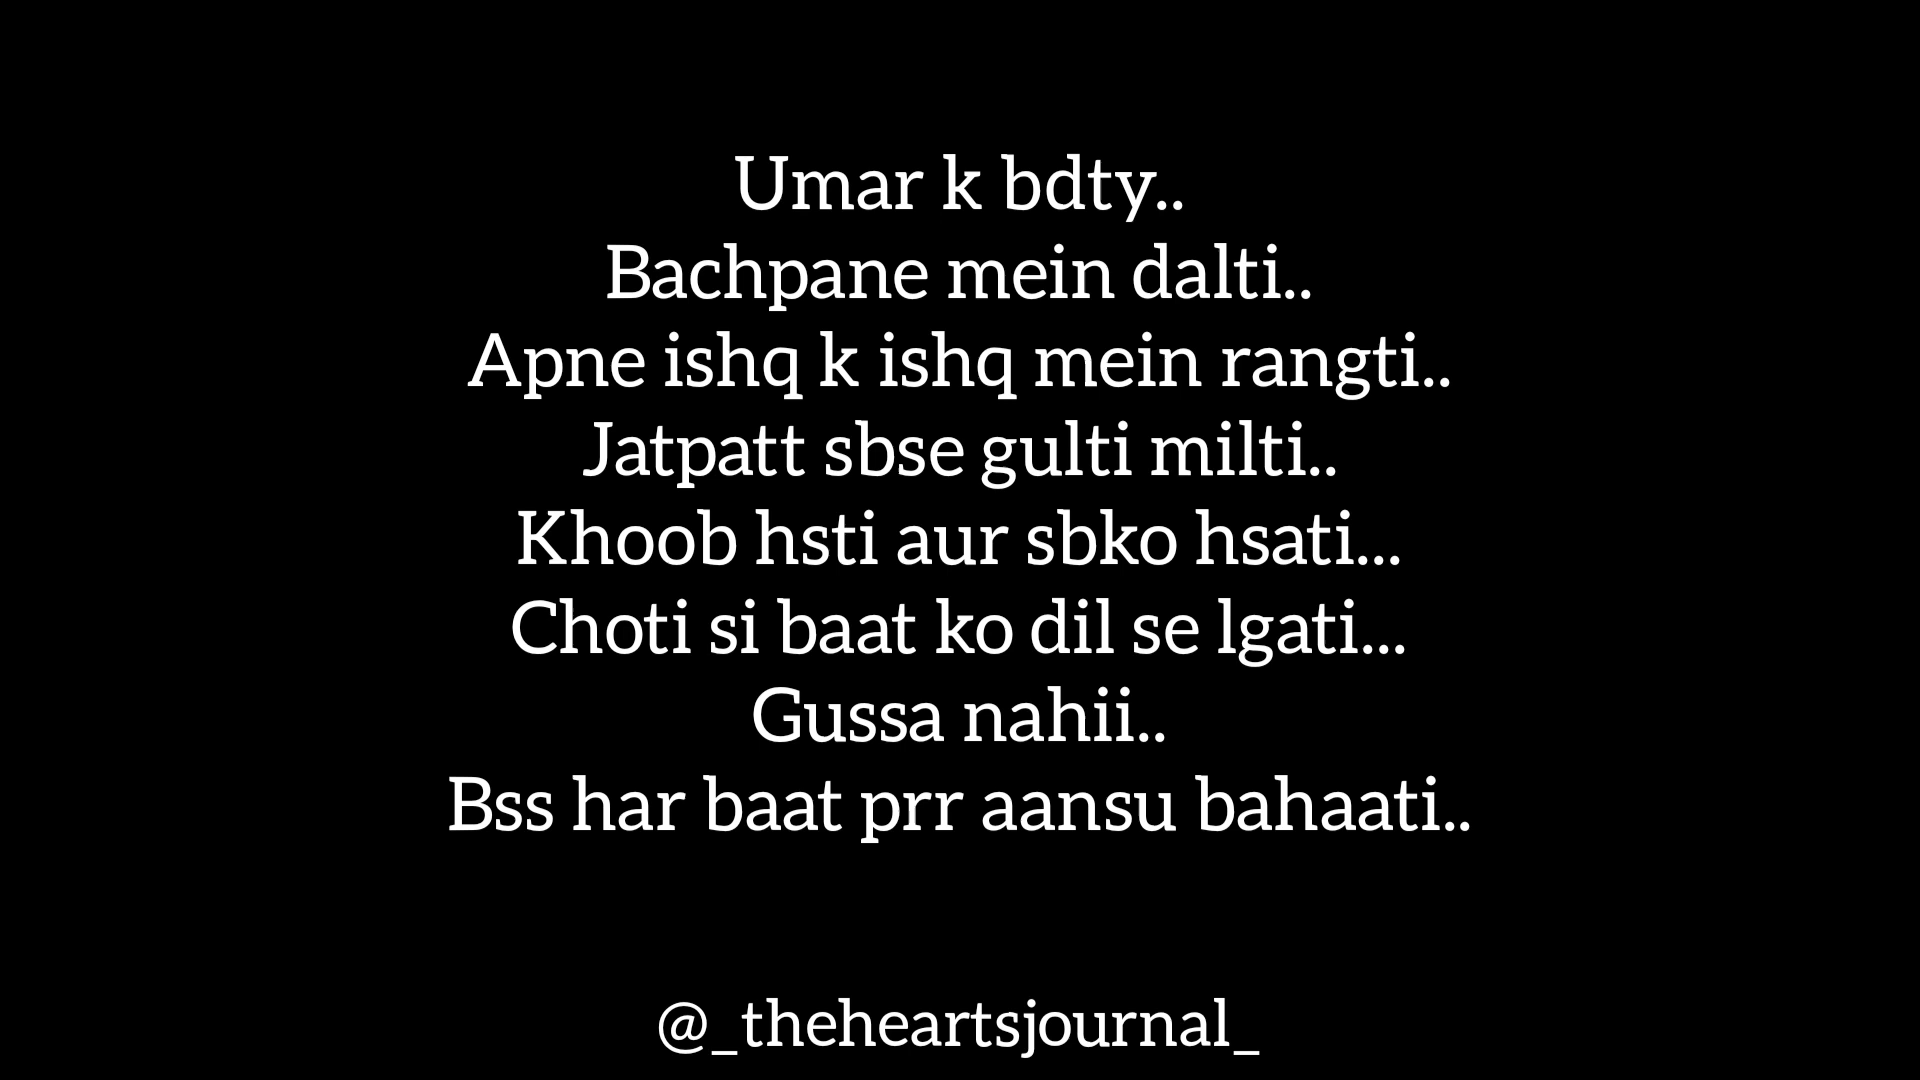 Umar k bdty..
Bachpane mein dalti..
Apne ishq k ishq mein rangti..
Jatpatt sbse gulti milti..
Khoob hsti aur sbko hsati...
Choti si baat ko dil se lgati...
Gussa nahii..
Bss har baat prr aansu bahaati..
@_theheartsjournal_